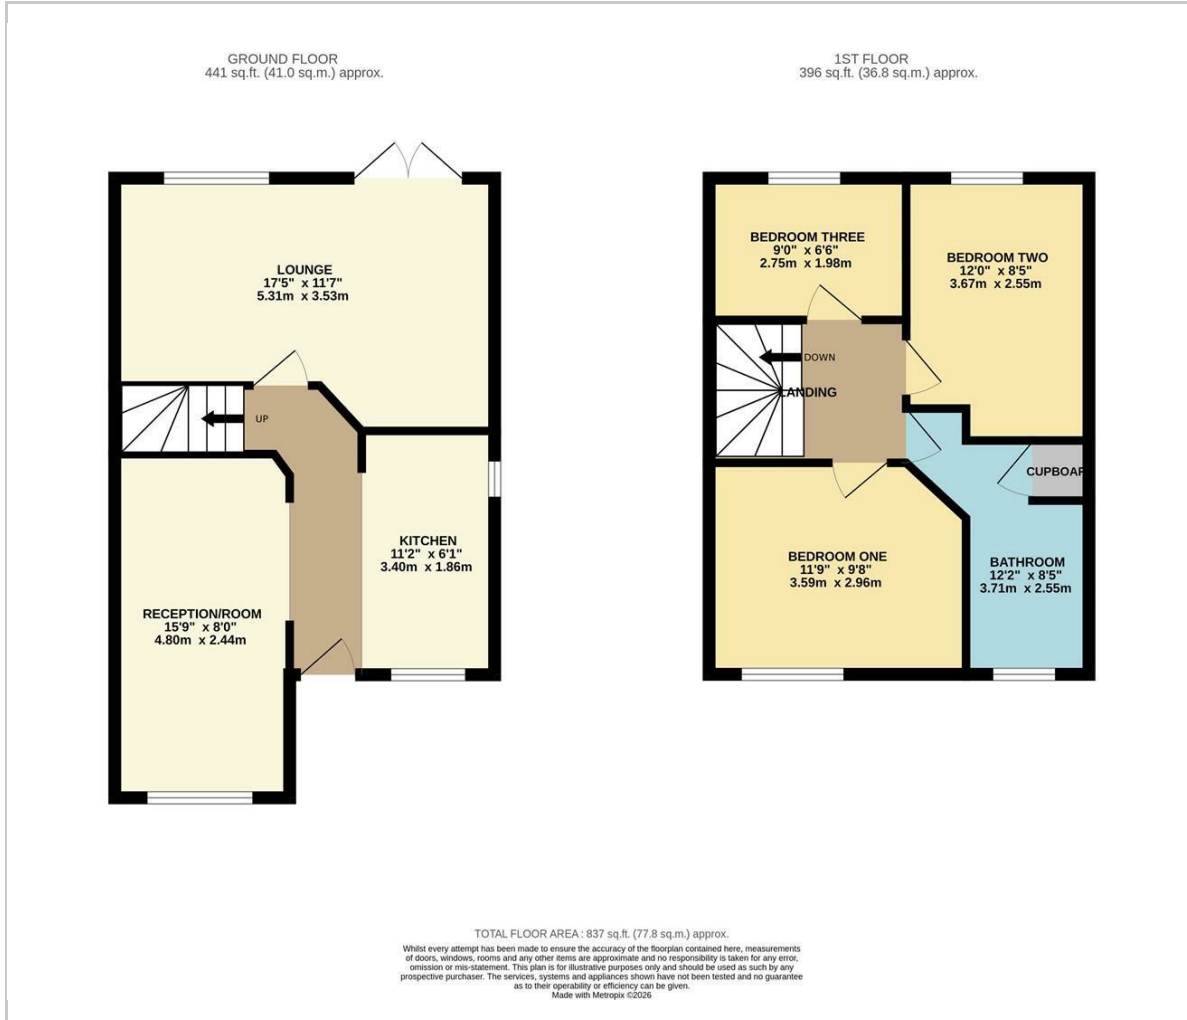 GROUND FLOOR
441 sq.ft. (41.0 sq.m.) approx.
1ST FLOOR
396 sq.ft. (36.8 sq.m.) approx.
LOUNGE
17'5" x 11'7"
5.31m x 3.53m
UP
KITCHEN
11'2" x 6'1"
3.40m x 1.86m
RECEPTION/ROOM
15'9" x 8'0"
4.80m x 2.44m
BEDROOM THREE
9'0" x 6'6"
2.75m x 1.98m
BEDROOM TWO
12'0" x 8'5"
3.67m x 2.55m
DOWN
LANDING
CUPBOAR
BEDROOM ONE
11'9" x 9'8"
3.59m x 2.96m
BATHROOM
12'2" x 8'5"
3.71m x 2.55m
TOTAL FLOOR AREA : 837 sq.ft. (77.8 sq.m.) approx.
Whilst every attempt has been made to ensure the accuracy of the floorplan contained here, measurements
of doors, windows, rooms and any other items are approximate and no responsibility is taken for any error,
omission or mis-statement. This plan is for illustrative purposes only and should be used as such by any
prospective purchaser. The services, systems and appliances shown have not been tested and no guarantee
as to their operability or efficiency can be given.
Made with Metropix ©2026